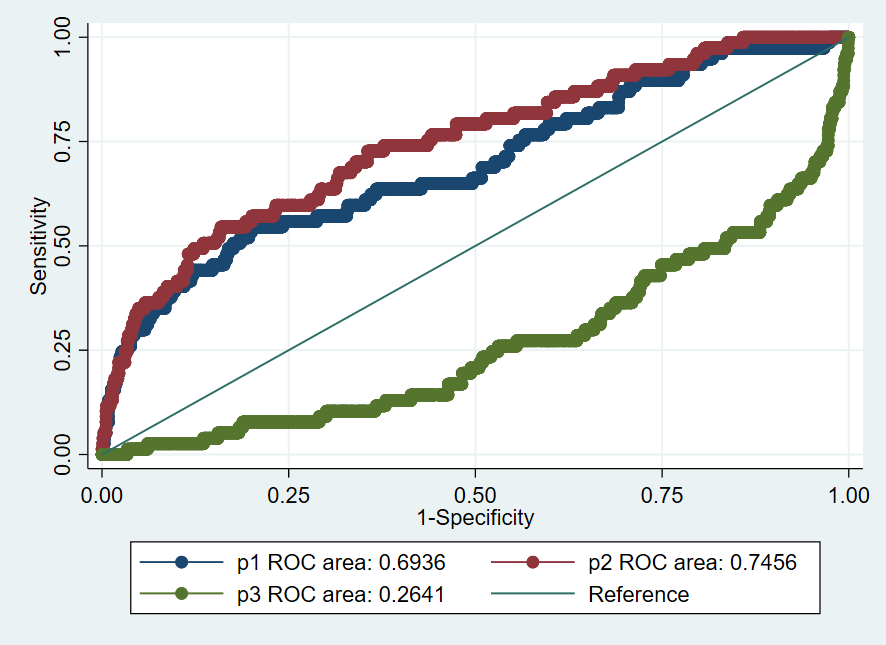 Sensitivity
1.00
0.75
0.50
0.25
0.00
0.00 0.25 0.50 0.75 1.00
1-Specificity
p1 ROC area: 0.6936 p2 ROC area: 0.7456
p3 ROC area: 0.2641 Reference